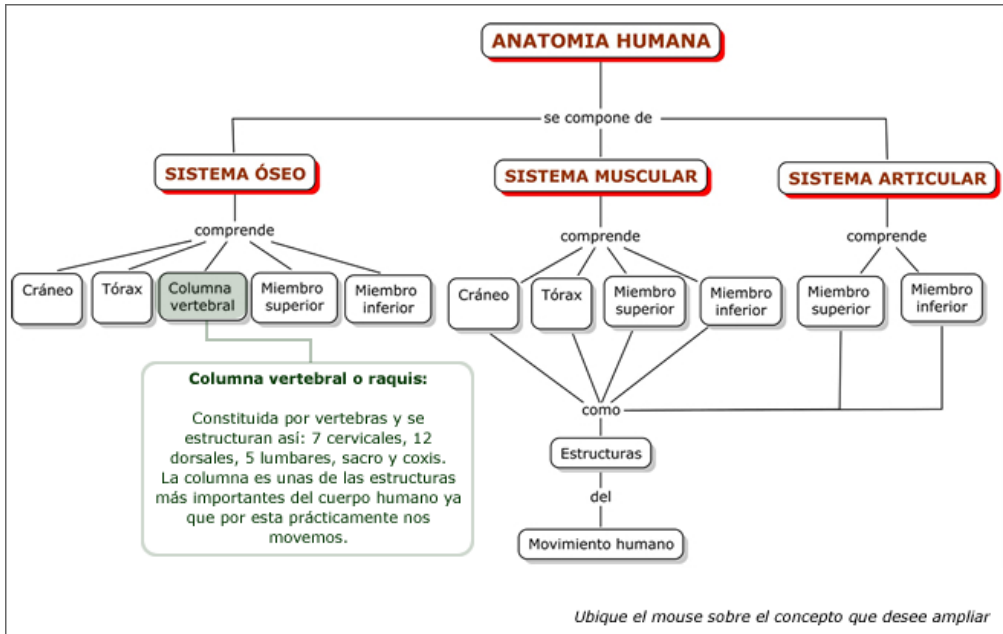 ANATOMIA HUMANA
se compone de
SISTEMA ÓSEO
SISTEMA MUSCULAR
SISTEMA ARTICULAR
comprende
comprende
comprende
Cráneo
Tórax
Columna
vertebral
Miembro
superior
Miembro
inferior
Cráneo
Tórax
Miembro
superior
Miembro
inferior
Miembro
superior
Miembro
inferior
Columna vertebral o raquis:
Constituida por vertebras y se
estructuran así: 7 cervicales, 12
dorsales, 5 lumbares, sacro y coxis.
La columna es unas de las estructuras
más importantes del cuerpo humano ya
que por esta prácticamente nos
movemos.
como
Estructuras
del
Movimiento humano
Ubique el mouse sobre el concepto que desee ampliar